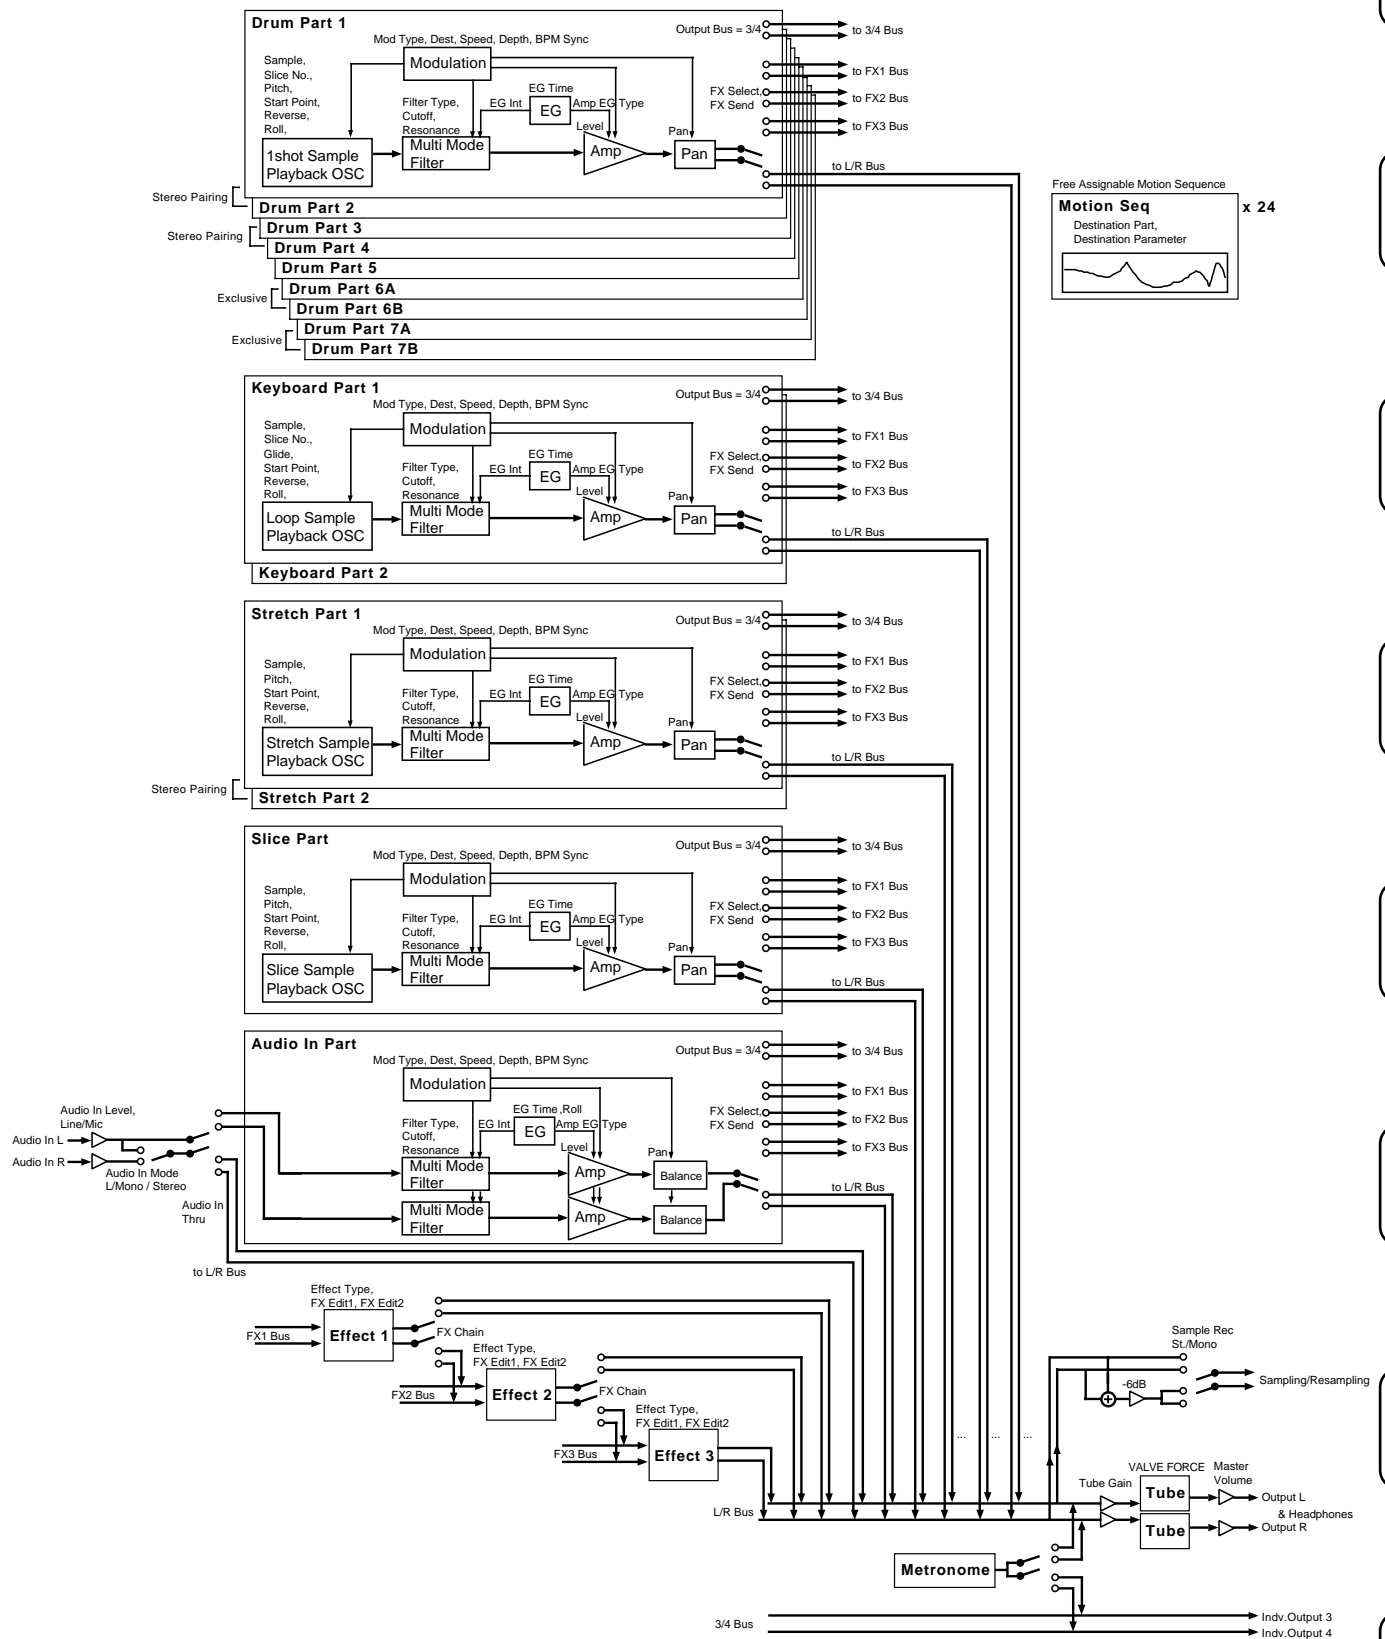 Drum Part 1
Output Bus = 3/4
to 3/4 Bus
Mod Type, Dest, Speed, Depth, BPM Sync
Modulation
Sample,
Slice No.,
Pitch,
Start Point,
Reverse,
Roll,
Filter Type,
Cutoff,
Resonance
EG Int
EG Time
EG
Amp EG Type
Level
Pan
FX Select,
FX Send
to FX1 Bus
to FX2 Bus
to FX3 Bus
1shot Sample
Playback OSC
Multi Mode
Filter
Amp
Pan
to L/R Bus
Stereo Pairing
Drum Part 2
Drum Part 3
Stereo Pairing
Drum Part 4
Drum Part 5
Drum Part 6A
Exclusive
Drum Part 6B
Drum Part 7A
Exclusive
Drum Part 7B
Free Assignable Motion Sequence
Motion Seq
x 24
Destination Part,
Destination Parameter
Keyboard Part 1
Output Bus = 3/4
to 3/4 Bus
Mod Type, Dest, Speed, Depth, BPM Sync
Modulation
Sample,
Slice No.,
Glide,
Start Point,
Reverse,
Roll,
Filter Type,
Cutoff,
Resonance
EG Int
EG Time
EG
Amp EG Type
Level
Pan
FX Select,
FX Send
to FX1 Bus
to FX2 Bus
to FX3 Bus
Loop Sample
Playback OSC
Multi Mode
Filter
Amp
Pan
to L/R Bus
Keyboard Part 2
Stretch Part 1
Output Bus = 3/4
to 3/4 Bus
Mod Type, Dest, Speed, Depth, BPM Sync
Modulation
Sample,
Pitch,
Start Point,
Reverse,
Roll,
Filter Type,
Cutoff,
Resonance
EG Int
EG Time
EG
Amp EG Type
Level
Pan
FX Select,
FX Send
to FX1 Bus
to FX2 Bus
to FX3 Bus
Stretch Sample
Playback OSC
Multi Mode
Filter
Amp
Pan
to L/R Bus
Stereo Pairing
Stretch Part 2
Slice Part
Output Bus = 3/4
to 3/4 Bus
Mod Type, Dest, Speed, Depth, BPM Sync
Modulation
Sample,
Pitch,
Start Point,
Reverse,
Roll,
Filter Type,
Cutoff,
Resonance
EG Int
EG Time
EG
Amp EG Type
Level
Pan
FX Select,
FX Send
to FX1 Bus
to FX2 Bus
to FX3 Bus
Slice Sample
Playback OSC
Multi Mode
Filter
Amp
Pan
to L/R Bus
Audio In Part
Output Bus = 3/4
to 3/4 Bus
Mod Type, Dest, Speed, Depth, BPM Sync
Modulation
Filter Type,
Cutoff,
Resonance
EG Int
EG Time ,Roll
EG
Amp EG Type
Level
Pan
FX Select,
FX Send
to FX1 Bus
to FX2 Bus
to FX3 Bus
Audio In Level,
Line/Mic
Audio In L
Audio In R
Audio In Mode
L/Mono / Stereo
Audio In
Thru
Multi Mode
Filter
Amp
Balance
Multi Mode
Filter
Amp
Balance
to L/R Bus
to L/R Bus
Effect Type,
FX Edit1, FX Edit2
FX1 Bus
Effect 1
FX Chain
Effect Type,
FX Edit1, FX Edit2
FX2 Bus
Effect 2
FX Chain
Effect Type,
FX Edit1, FX Edit2
FX3 Bus
Effect 3
Sample Rec
St./Mono
-6dB
Sampling/Resampling
... ... ...
L/R Bus
Tube Gain
VALVE FORCE
Tube
Tube
Master
Volume
Output L
& Headphones
Output R
Metronome
3/4 Bus
Indv.Output 3
Indv.Output 4